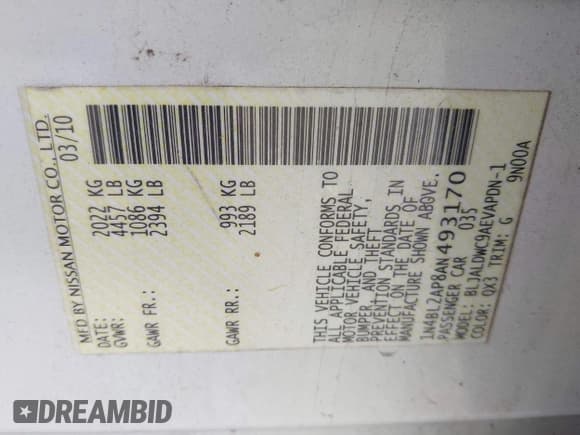 MFD BY NISSAN MOTOR CO., LTD.
DATE: 03/10
GVWR: 2022 KG
4457 LB
GAWR FR: 1086 KG
2394 LB
GAWR RR: 993 KG
2189 LB
THIS VEHICLE CONFORMS TO
ALL APPLICABLE FEDERAL
MOTOR VEHICLE SAFETY,
BUMPER, AND THEFT
PREVENTION STANDARDS IN
EFFECT ON THE DATE OF
MANUFACTURE SHOWN ABOVE.
1N4BL2AP8AN493170
PASSENGER CAR 035
MODEL: BLJALDWC9AEVAPDN-1
COLOR: QX3 TRIM: G 9N00A
DREAMBID